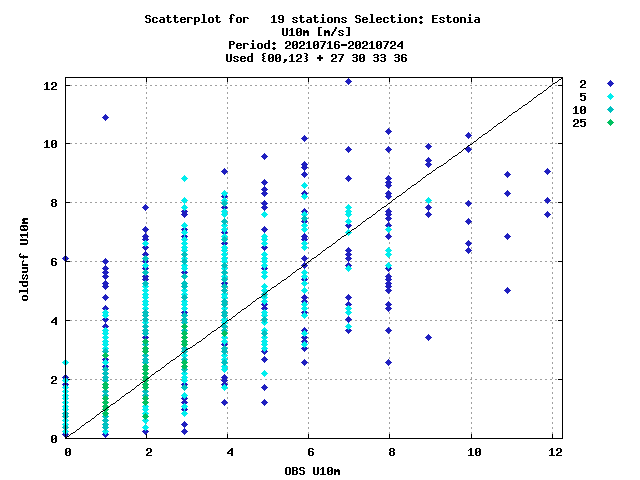 Scatterplot for   19 stations Selection: Estonia
U10m [m/s]
Period: 20210716-20210724
Used {00,12} + 27 30 33 36
12
10
8
6
4
2
0
oldsurf U10m
0 2 4 6 8 10 12
OBS U10m
2
5
10
25